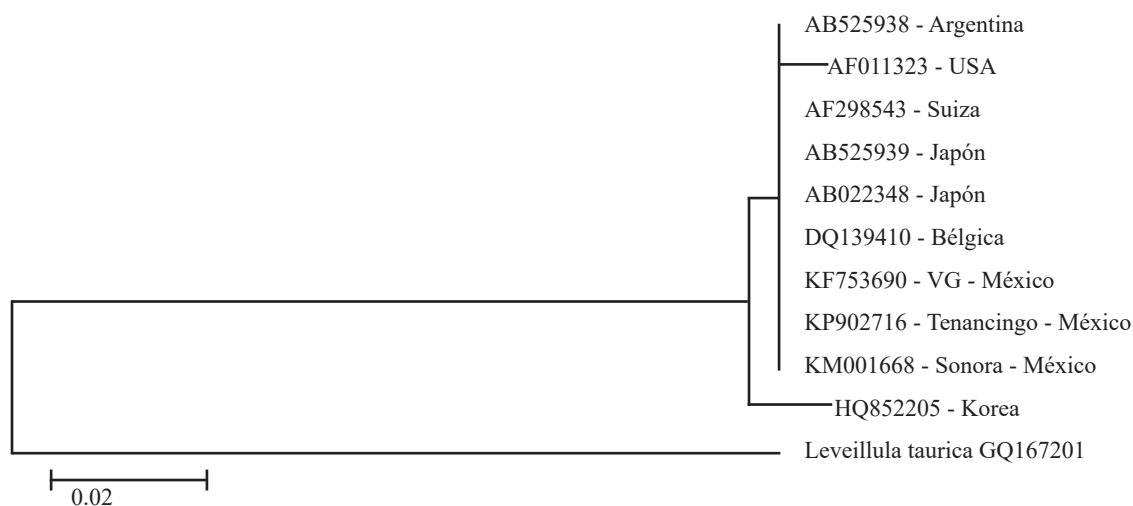 AB525938 - Argentina
AF011323 - USA
AF298543 - Suiza
AB525939 - Japón
AB022348 - Japón
DQ139410 - Bélgica
KF753690 - VG - México
KP902716 - Tenancingo - México
KM001668 - Sonora - México
HQ852205 - Korea
Leveillula taurica GQ167201
0.02